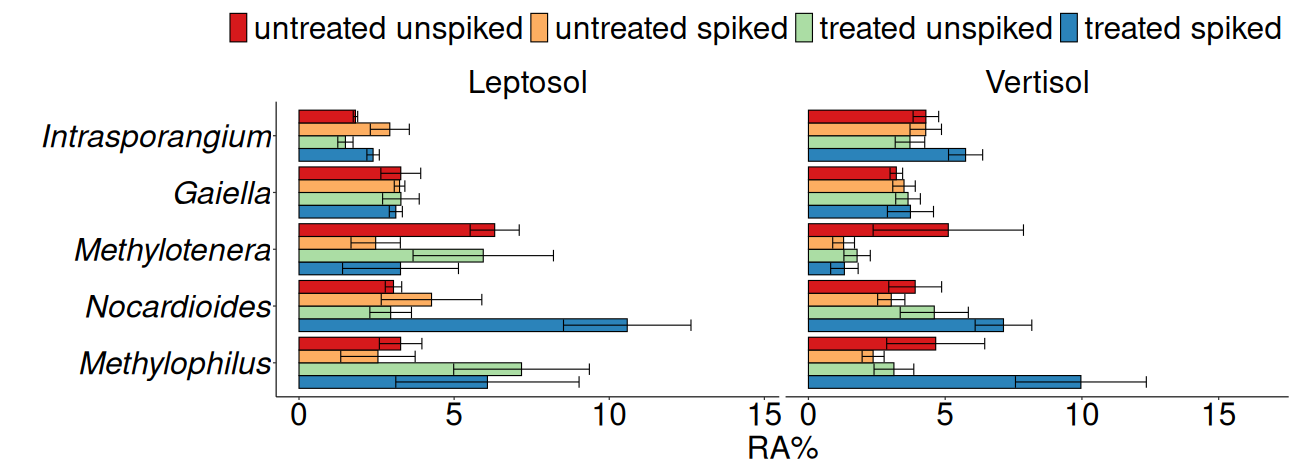 untreated unspiked untreated spiked treated unspiked treated spiked
Leptosol Vertisol
Intrasporangium
Gaiella
Methylotenera
Nocardioides
Methylophilus
0 5 10 15 0 5 10 15
RA%